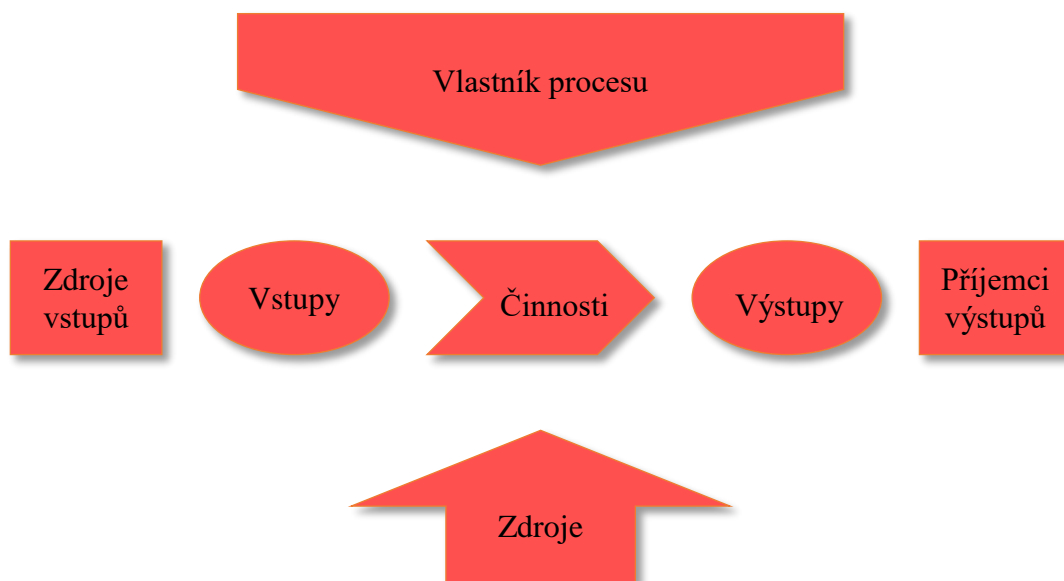 Vlastník procesu
Zdroje
vstupů
Vstupy
Činnosti
Výstupy
Příjemci
výstupů
Zdroje